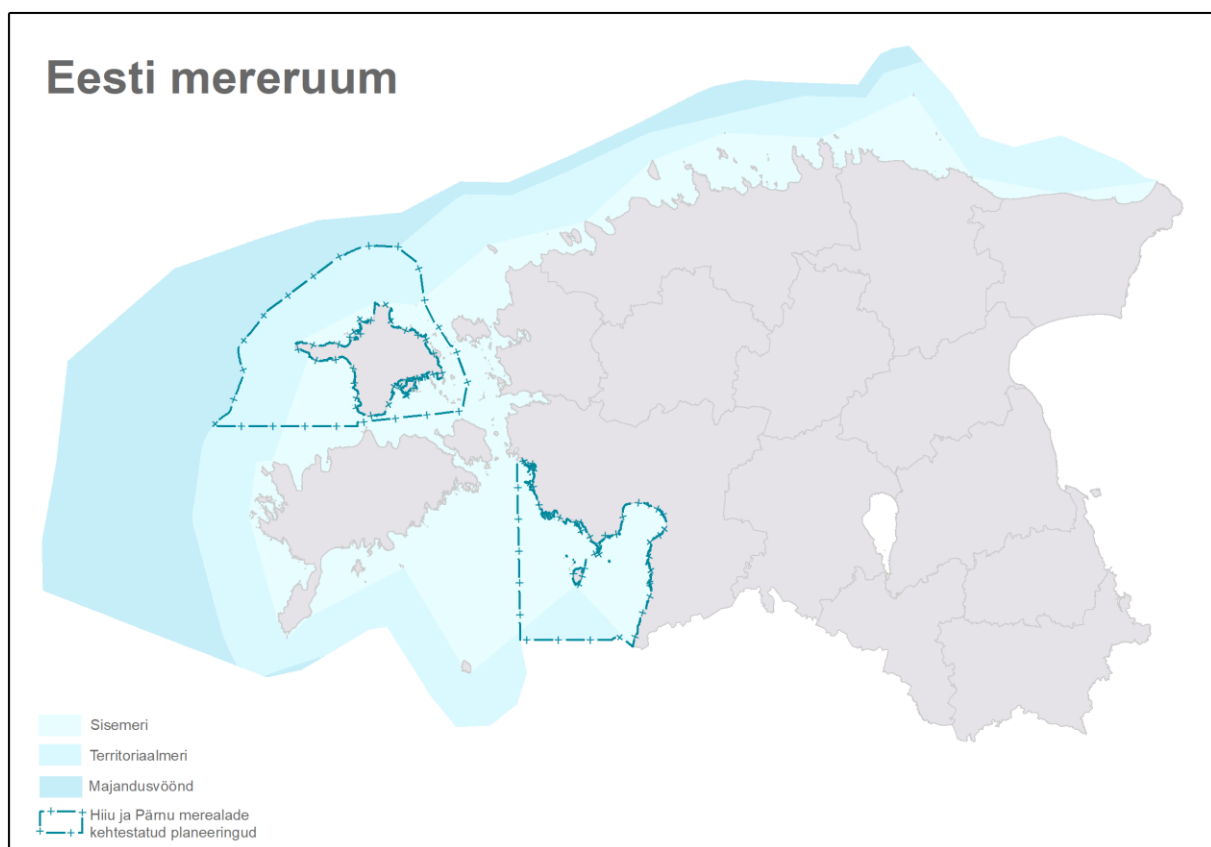 Eesti mereruum
Sisemeri
Territoriaalmeri
Majandusvöönd
Hiiu ja Pärnu merealade
kehtestatud planeeringud